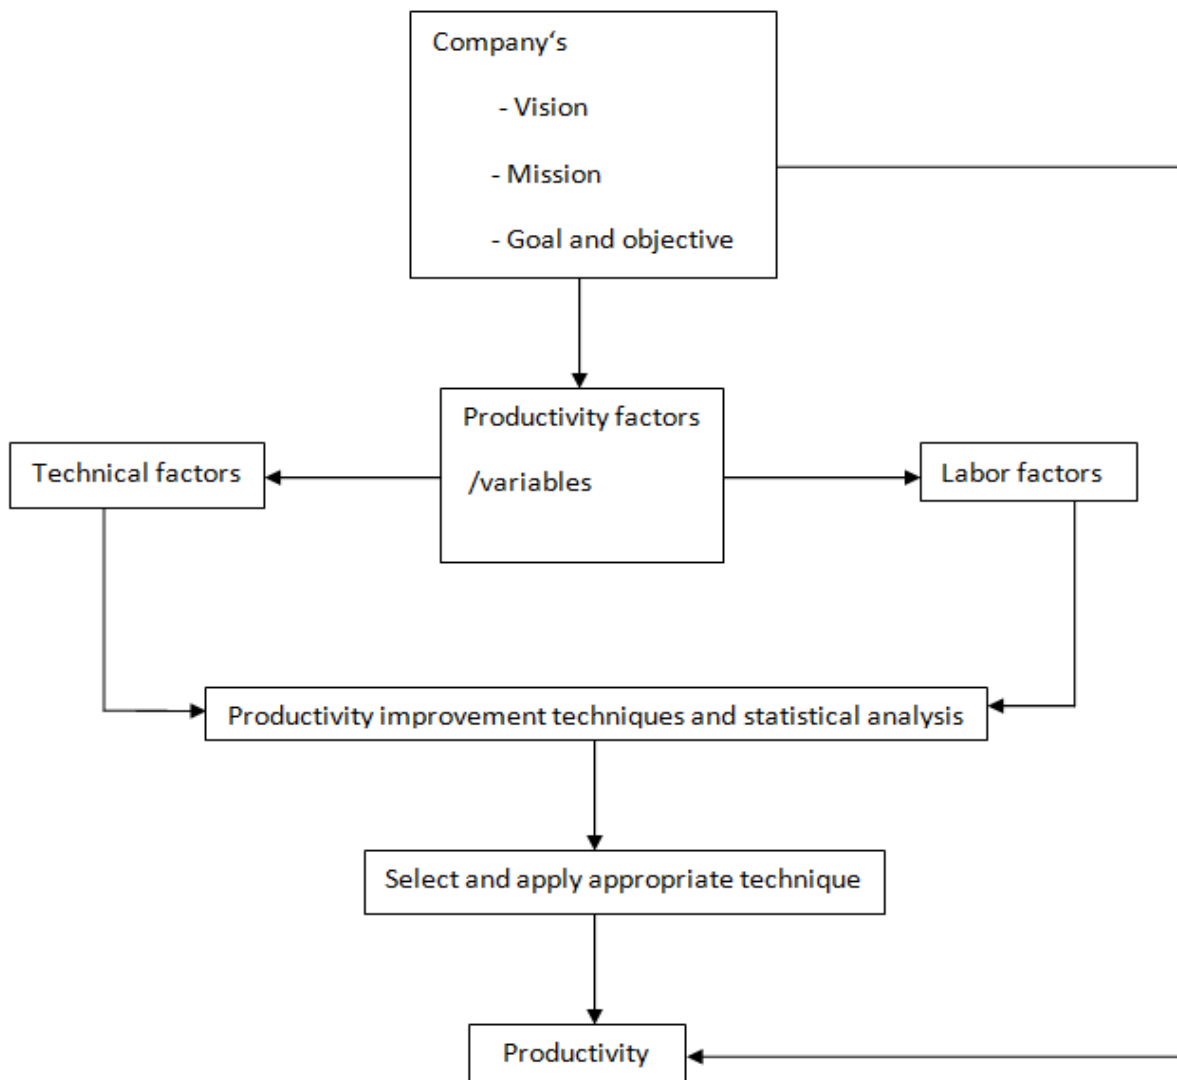 Company‘s
- Vision
- Mission
- Goal and objective
Productivity factors
/variables
Technical factors
Labor factors
Productivity improvement techniques and statistical analysis
Select and apply appropriate technique
Productivity